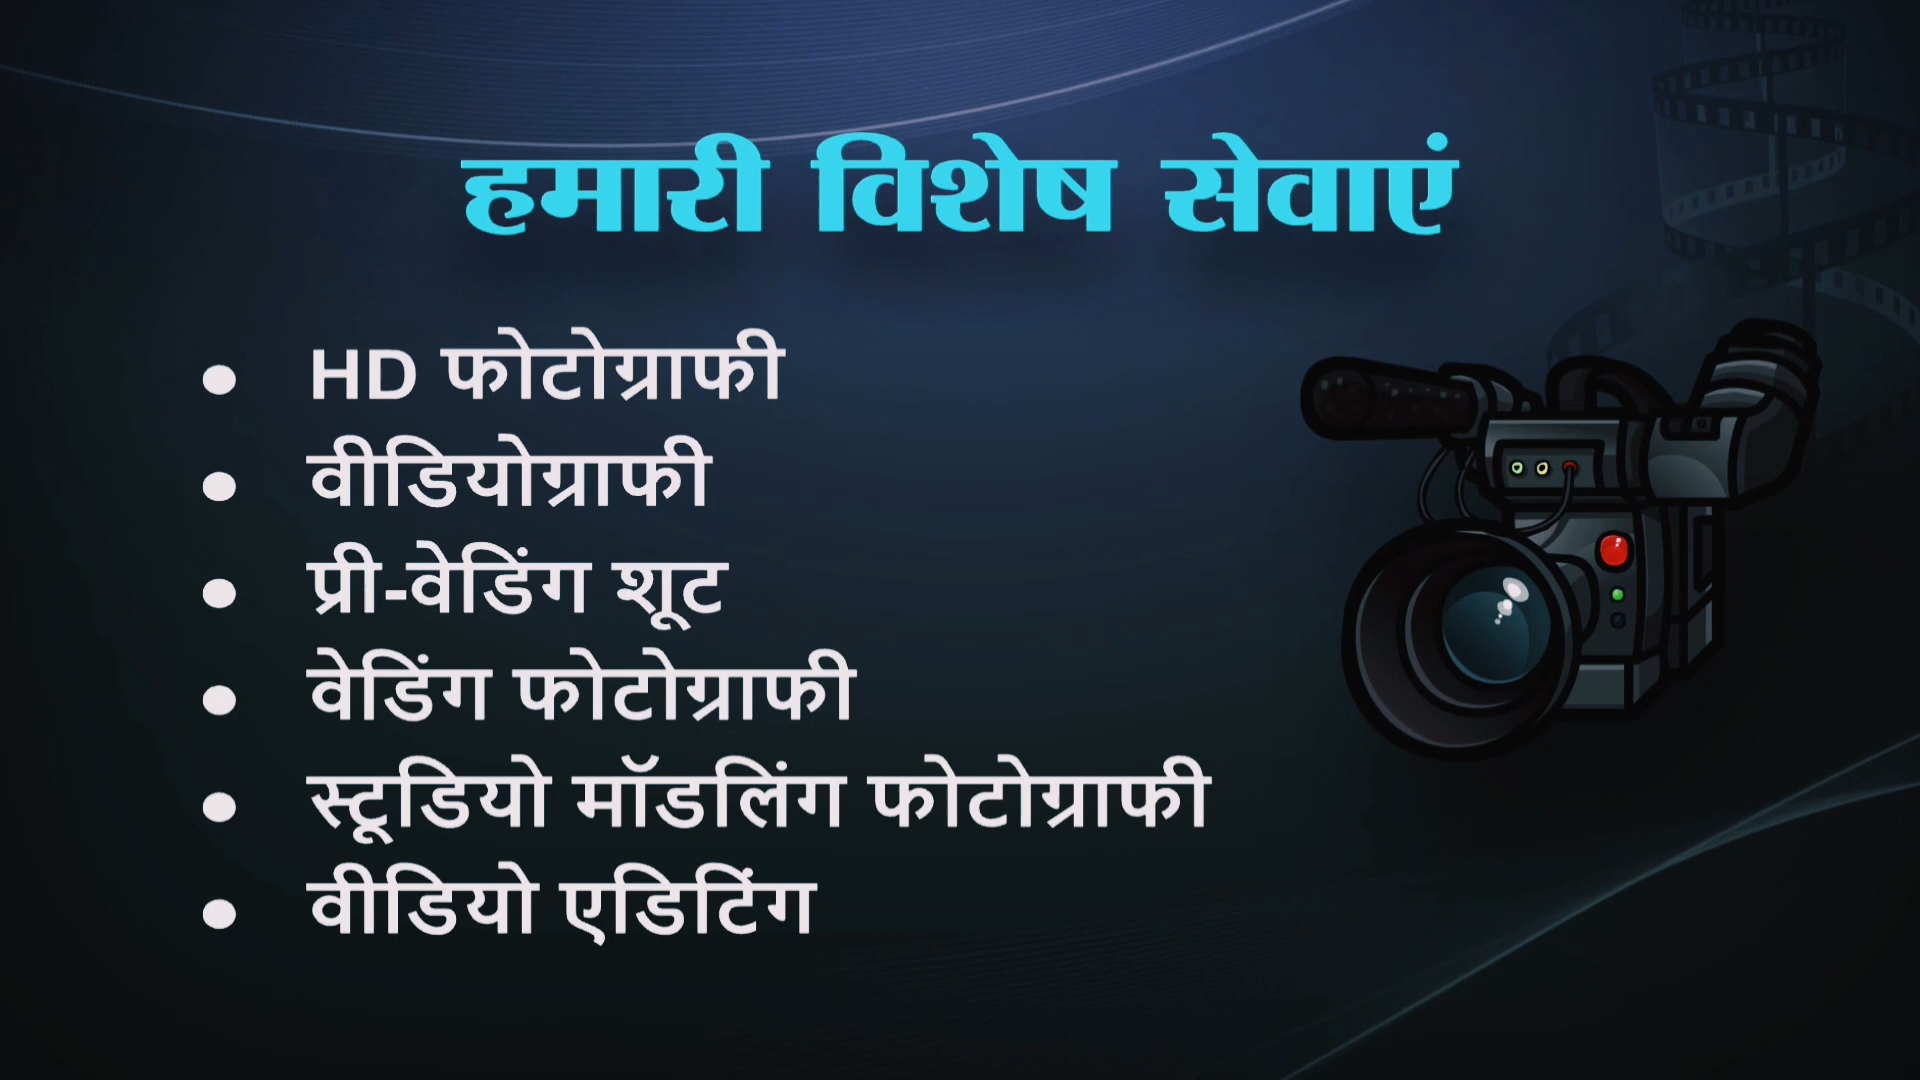 हमारी विशेष सेवाएं
• HD फोटोग्राफी
• वीडियोग्राफी
• प्री-वेडिंग शूट
• वेडिंग फोटोग्राफी
• स्टूडियो मॉडलिंग फोटोग्राफी
• वीडियो एडिटिंग